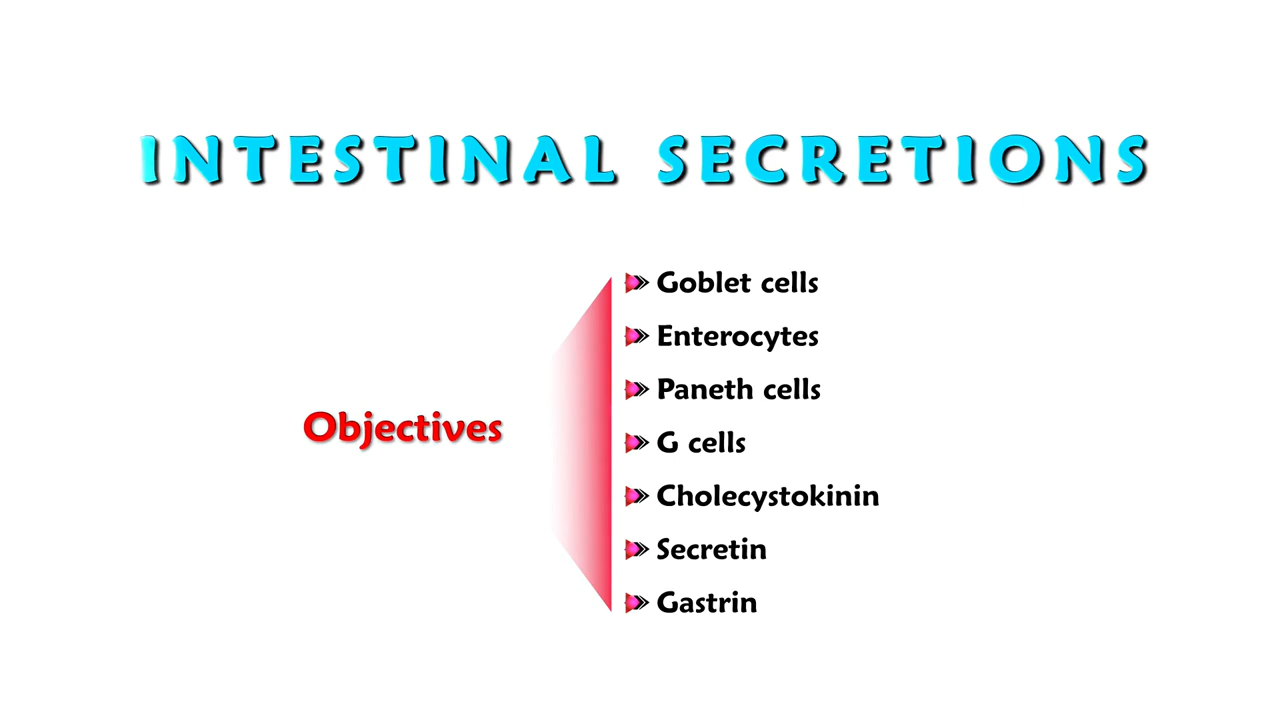 INTESTINAL SECRETIONS
Objectives
Goblet cells
Enterocytes
Paneth cells
G cells
Cholecystokinin
Secretin
Gastrin